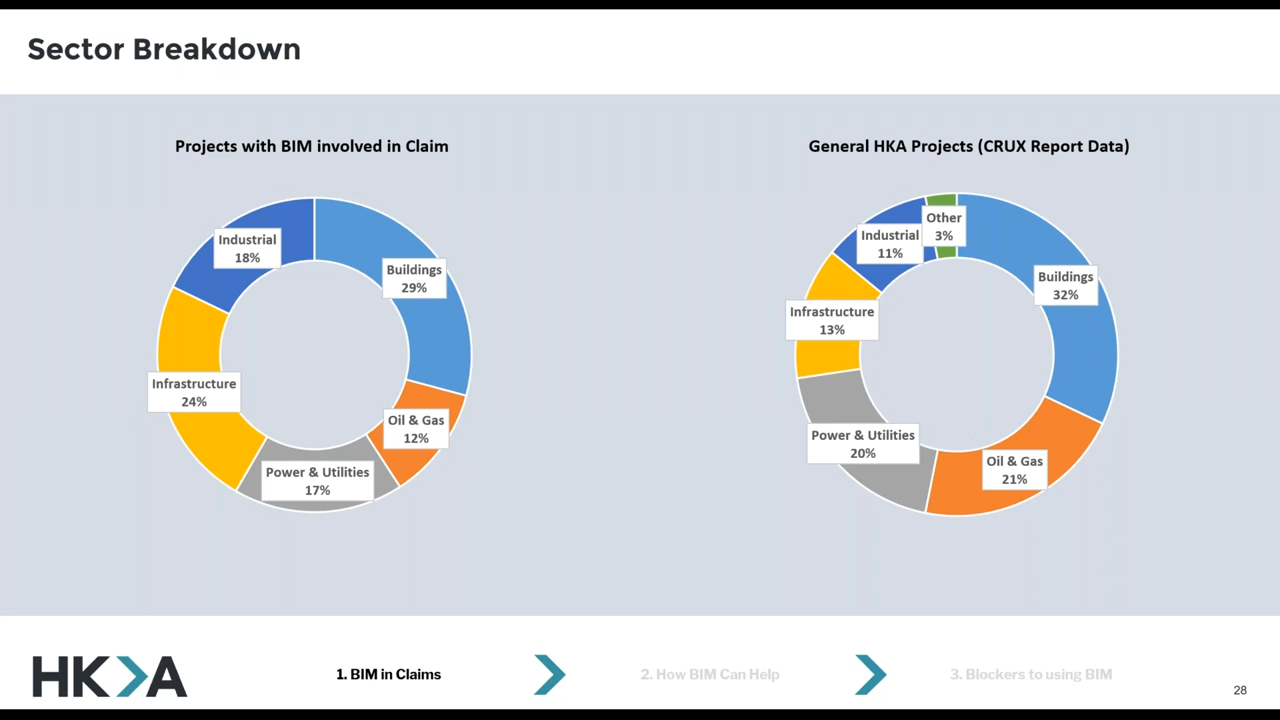 Sector Breakdown
Projects with BIM involved in Claim
Industrial
18%
Buildings
29%
Infrastructure
24%
Oil & Gas
12%
Power & Utilities
17%
General HKA Projects (CRUX Report Data)
Other
3%
Industrial
11%
Buildings
32%
Infrastructure
13%
Power & Utilities
20%
Oil & Gas
21%
HKA
1. BIM in Claims
2. How BIM Can Help
3. Blockers to using BIM
28